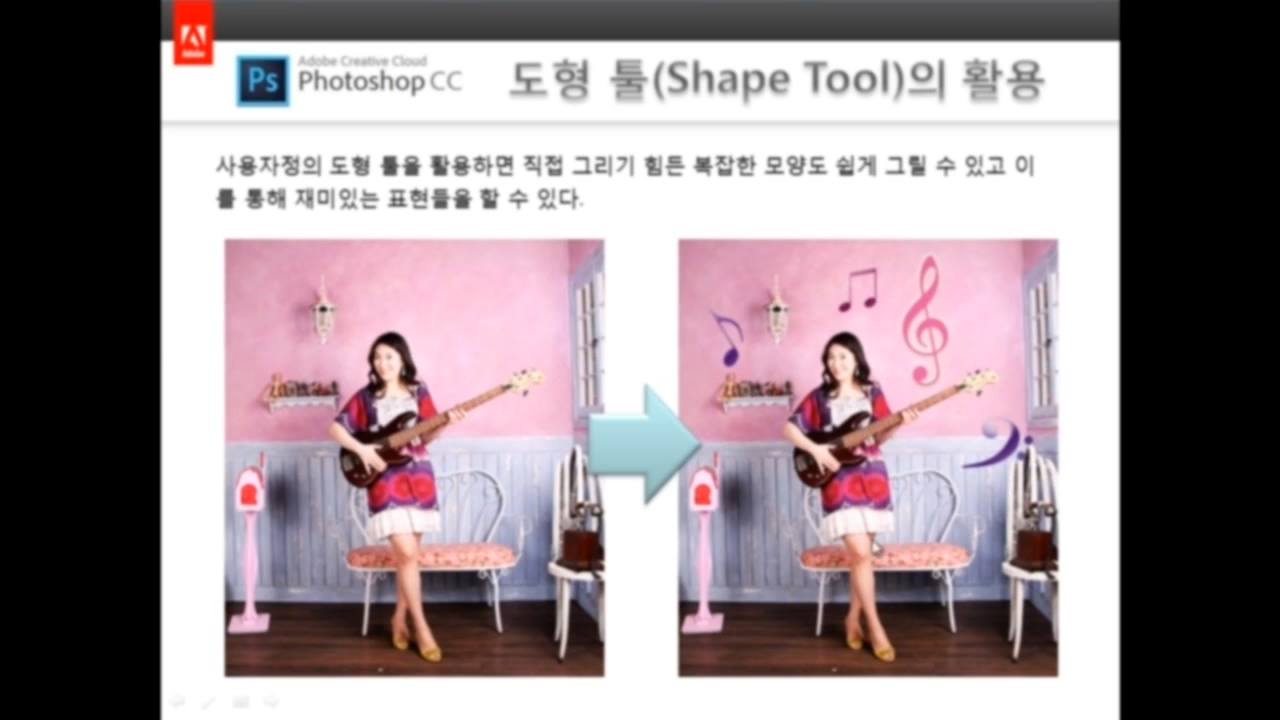 Adobe
Adobe Creative Cloud
Ps
Photoshop CC
도형 툴(Shape Tool)의 활용
사용자정의 도형 툴을 활용하면 직접 그리기 힘든 복잡한 모양도 쉽게 그릴 수 있고 이
를 통해 재미있는 표현들을 할 수 있다.